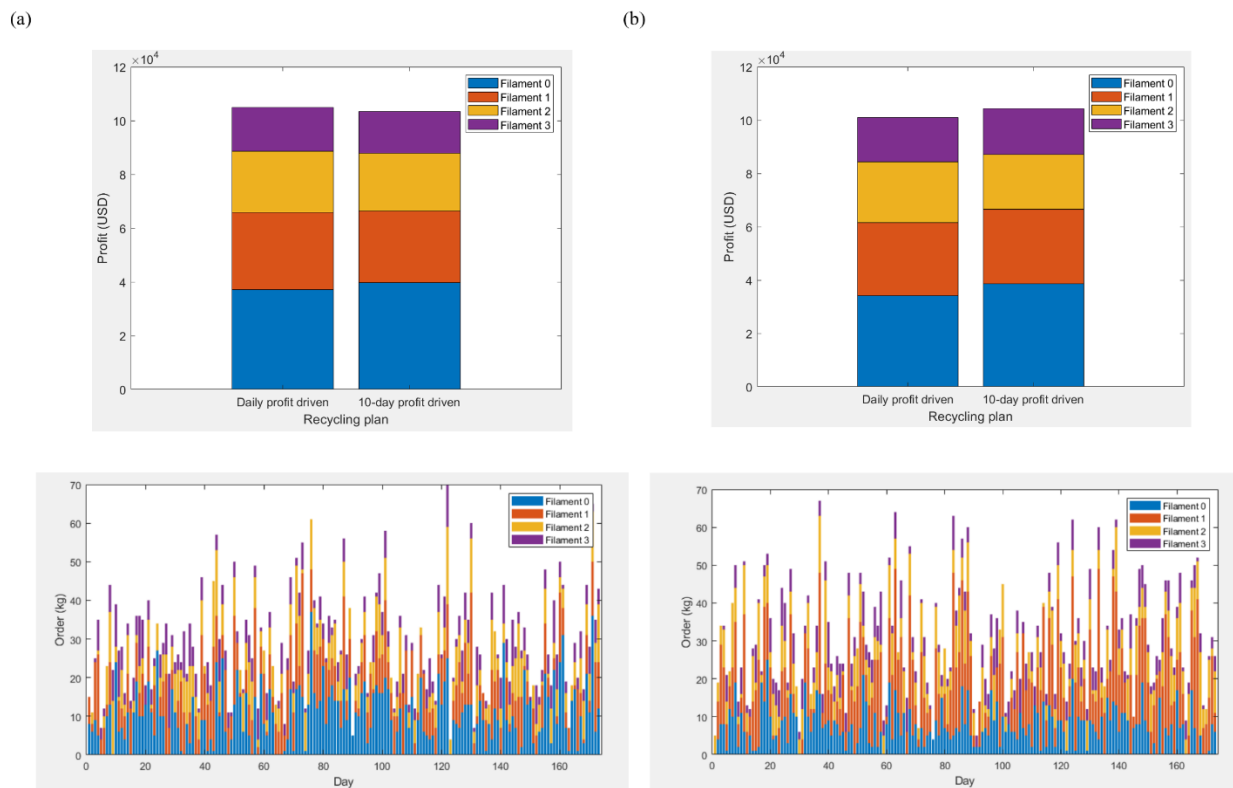 (a)
(b)
×10⁴
12
10
8
6
4
2
0
Profit (USD)
Filament 0
Filament 1
Filament 2
Filament 3
Daily profit driven
10-day profit driven
Recycling plan
×10⁴
12
10
8
6
4
2
0
Profit (USD)
Filament 0
Filament 1
Filament 2
Filament 3
Daily profit driven
10-day profit driven
Recycling plan
70
60
50
40
30
20
10
0
Order (kg)
Filament 0
Filament 1
Filament 2
Filament 3
0 20 40 60 80 100 120 140 160
Day
70
60
50
40
30
20
10
0
Order (kg)
Filament 0
Filament 1
Filament 2
Filament 3
0 20 40 60 80 100 120 140 160
Day